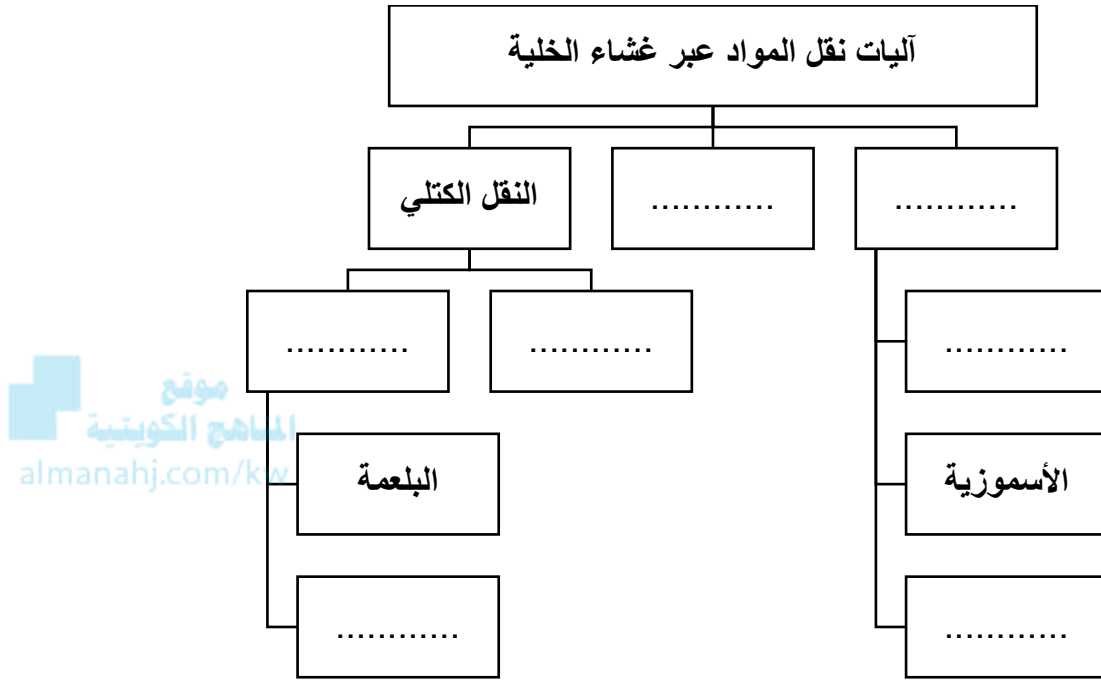 آليات نقل المواد عبر غشاء الخلية
............
............
النقل الكتلي
............
............
............
الأسموزية
البلعمة
............
............
موقع
المناهج الكويتية
almanahj.com/kw